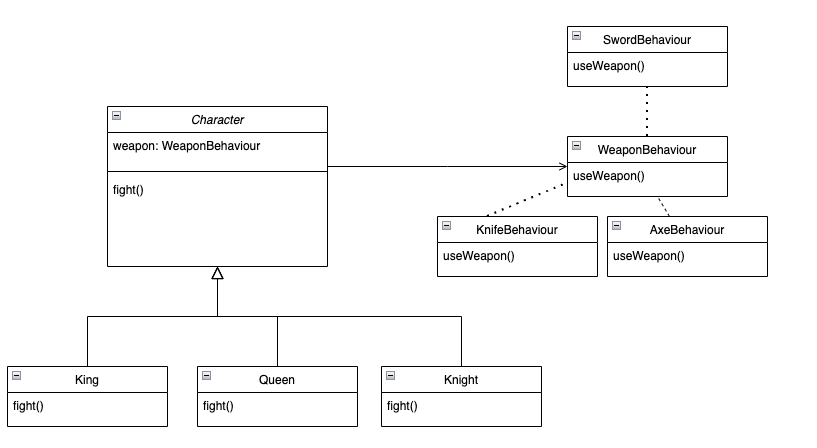 SwordBehaviour
useWeapon()
Character
weapon: WeaponBehaviour
fight()
WeaponBehaviour
useWeapon()
KnifeBehaviour
useWeapon()
AxeBehaviour
useWeapon()
King
fight()
Queen
fight()
Knight
fight()